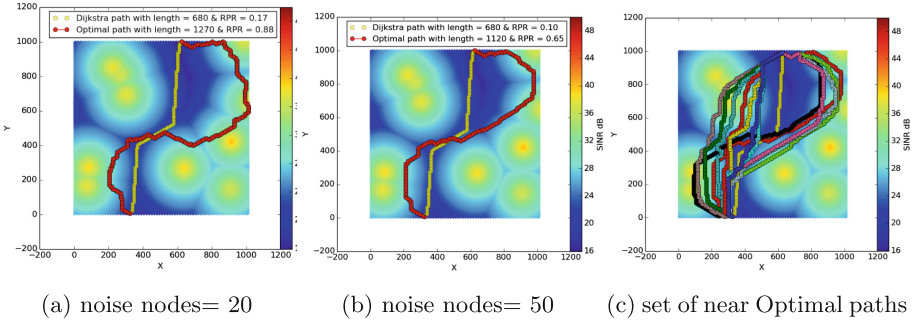 Dijkstra path with length = 680 & RPR = 0.17
Optimal path with length = 1270 & RPR = 0.88
1200
1000
800
600
400
200
0
−200
−200 0 200 400 600 800 1000 1200
X
Y
(a) noise nodes= 20
Dijkstra path with length = 680 & RPR = 0.10
Optimal path with length = 1120 & RPR = 0.65
1200
1000
800
600
400
200
0
−200
−200 0 200 400 600 800 1000 1200
X
Y
48
44
40
36
32
28
24
20
16
SINR dB
(b) noise nodes= 50
1200
1000
800
600
400
200
0
−200
−200 0 200 400 600 800 1000 1200
X
Y
48
44
40
36
32
28
24
20
16
SINR dB
(c) set of near Optimal paths